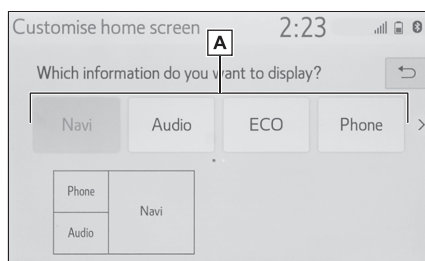 Customise home screen 2:23
A
Which information do you want to display?
Navi Audio ECO Phone >
Phone
Navi
Audio